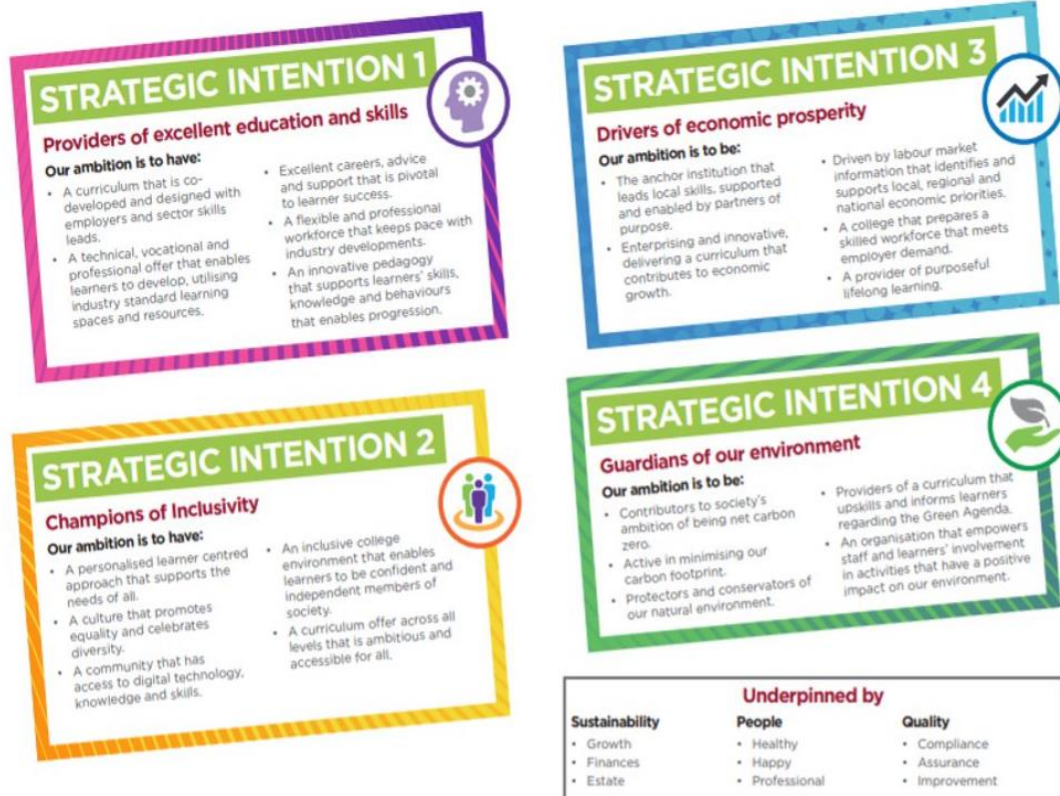 STRATEGIC INTENTION 1
Providers of excellent education and skills
Our ambition is to have:
• A curriculum that is co-
developed and designed with
employers and sector skills
leads.
• A technical, vocational and
professional offer that enables
learners to develop, utilising
industry standard learning
spaces and resources.
• Excellent careers, advice
and support that is pivotal
to learner success.
• A flexible and professional
workforce that keeps pace with
industry developments.
• An innovative pedagogy
that supports learners' skills,
knowledge and behaviours
that enables progression.
STRATEGIC INTENTION 2
Champions of Inclusivity
Our ambition is to have:
• A personalised learner centred
approach that supports the
needs of all.
• A culture that promotes
equality and celebrates
diversity.
• A community that has
access to digital technology,
knowledge and skills.
• An inclusive college
environment that enables
learners to be confident and
independent members of
society.
• A curriculum offer across all
levels that is ambitious and
accessible for all.
STRATEGIC INTENTION 3
Drivers of economic prosperity
Our ambition is to be:
• The anchor institution that
leads local skills, supported
and enabled by partners of
purpose.
• Enterprising and innovative,
delivering a curriculum that
contributes to economic
growth.
• Driven by labour market
information that identifies and
supports local, regional and
national economic priorities.
• A college that prepares a
skilled workforce that meets
employer demand.
• A provider of purposeful
lifelong learning.
STRATEGIC INTENTION 4
Guardians of our environment
Our ambition is to be:
• Contributors to society's
ambition of being net carbon
zero.
• Active in minimising our
carbon footprint.
• Protectors and conservators of
our natural environment.
• Providers of a curriculum that
upskills and informs learners
regarding the Green Agenda.
• An organisation that empowers
staff and learners' involvement
in activities that have a positive
impact on our environment.
Underpinned by
Sustainability
• Growth
• Finances
• Estate
People
• Healthy
• Happy
• Professional
Quality
• Compliance
• Assurance
• Improvement